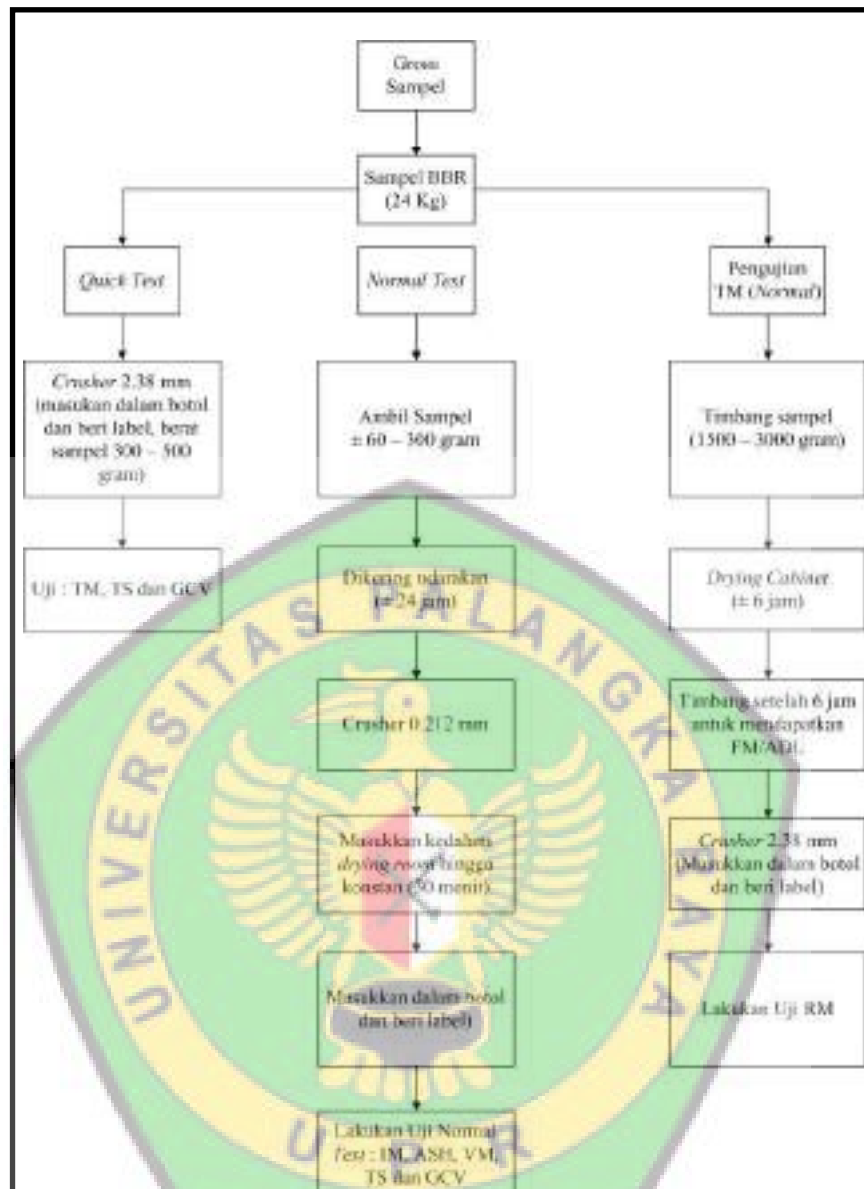 Gross
Sampel
Sampel BBR
(24 Kg)
Quick Test
Normal Test
Pengujian
TM (Normal)
Crusher 2.38 mm
(masukan dalam botol
dan beri label, berat
sampel 300 – 500
gram)
Ambil Sampel
± 60 – 300 gram
Timbang sampel
(1500 – 3000 gram)
Uji : TM, TS dan GCV
Dikering udarakan
(± 24 jam)
Drying Cabinet
(± 6 jam)
Crusher 0.212 mm
Timbang setelah 6 jam
untuk mendapatkan
FM/ADL
Masukkan kedalam
drying room hingga
konstan ( menit)
Crusher 2.38 mm
(Masukkan dalam botol
dan beri label)
Masukkan dalam botol
dan beri label)
Lakukan Uji RM
Lakukan Uji Normal
Test : IM, ASH, VM,
TS dan GCV
UNIVERSITAS PALANGKA RAYA
UPR